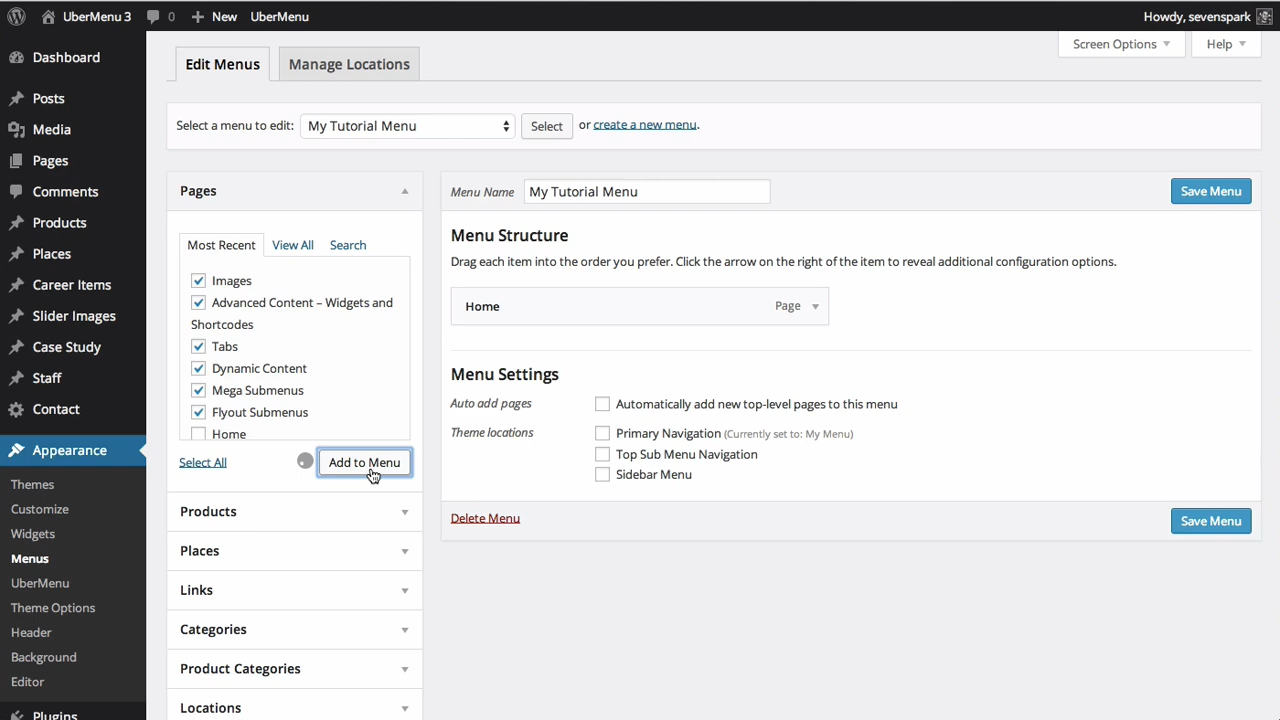 UberMenu 3 0 New UberMenu Howdy, sevenspark
Screen Options Help
Dashboard
Posts
Media
Pages
Comments
Products
Places
Career Items
Slider Images
Case Study
Staff
Contact
Appearance
Themes
Customize
Widgets
Menus
UberMenu
Theme Options
Header
Background
Editor
Plugins
Edit Menus Manage Locations
Select a menu to edit: My Tutorial Menu Select or create a new menu.
Pages
Most Recent View All Search
Images
Advanced Content – Widgets and
Shortcodes
Tabs
Dynamic Content
Mega Submenus
Flyout Submenus
Home
Select All Add to Menu
Products
Places
Links
Categories
Product Categories
Locations
Menu Name My Tutorial Menu Save Menu
Menu Structure
Drag each item into the order you prefer. Click the arrow on the right of the item to reveal additional configuration options.
Home Page
Menu Settings
Auto add pages Automatically add new top-level pages to this menu
Theme locations Primary Navigation (Currently set to: My Menu)
Top Sub Menu Navigation
Sidebar Menu
Delete Menu Save Menu